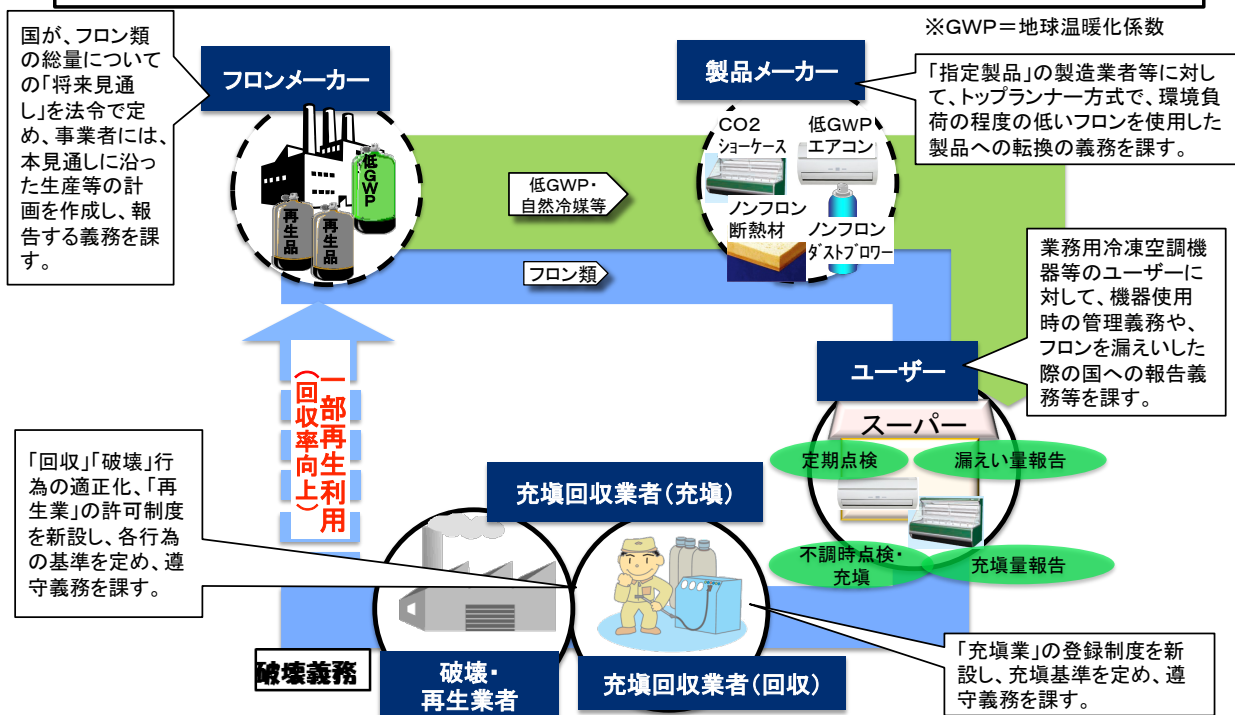 ※GWP＝地球温暖化係数
国が、フロン類
の総量について
の「将来見通
し」を法令で定
め、事業者には、
本見通しに沿っ
た生産等の計
画を作成し、報
告する義務を課
す。
フロンメーカー
低GWP
再生品
再生品
製品メーカー
CO2
ショーケース
低GWP
エアコン
ノンフロン
断熱材
ノンフロン
ダストブロワー
「指定製品」の製造業者等に対し
て、トップランナー方式で、環境負
荷の程度の低いフロンを使用した
製品への転換の義務を課す。
低GWP・
自然冷媒等
フロン類
業務用冷凍空調機
器等のユーザーに
対して、機器使用
時の管理義務や、
フロンを漏えいした
際の国への報告義
務等を課す。
ユーザー
スーパー
定期点検
漏えい量報告
不調時点検・
充塡
充塡量報告
一部再生利用
（回収率向上）
「回収」「破壊」行
為の適正化、「再
生業」の許可制度
を新設し、各行為
の基準を定め、遵
守義務を課す。
充塡回収業者（充塡）
破壊義務
破壊・
再生業者
充塡回収業者（回収）
「充塡業」の登録制度を新
設し、充塡基準を定め、遵
守義務を課す。